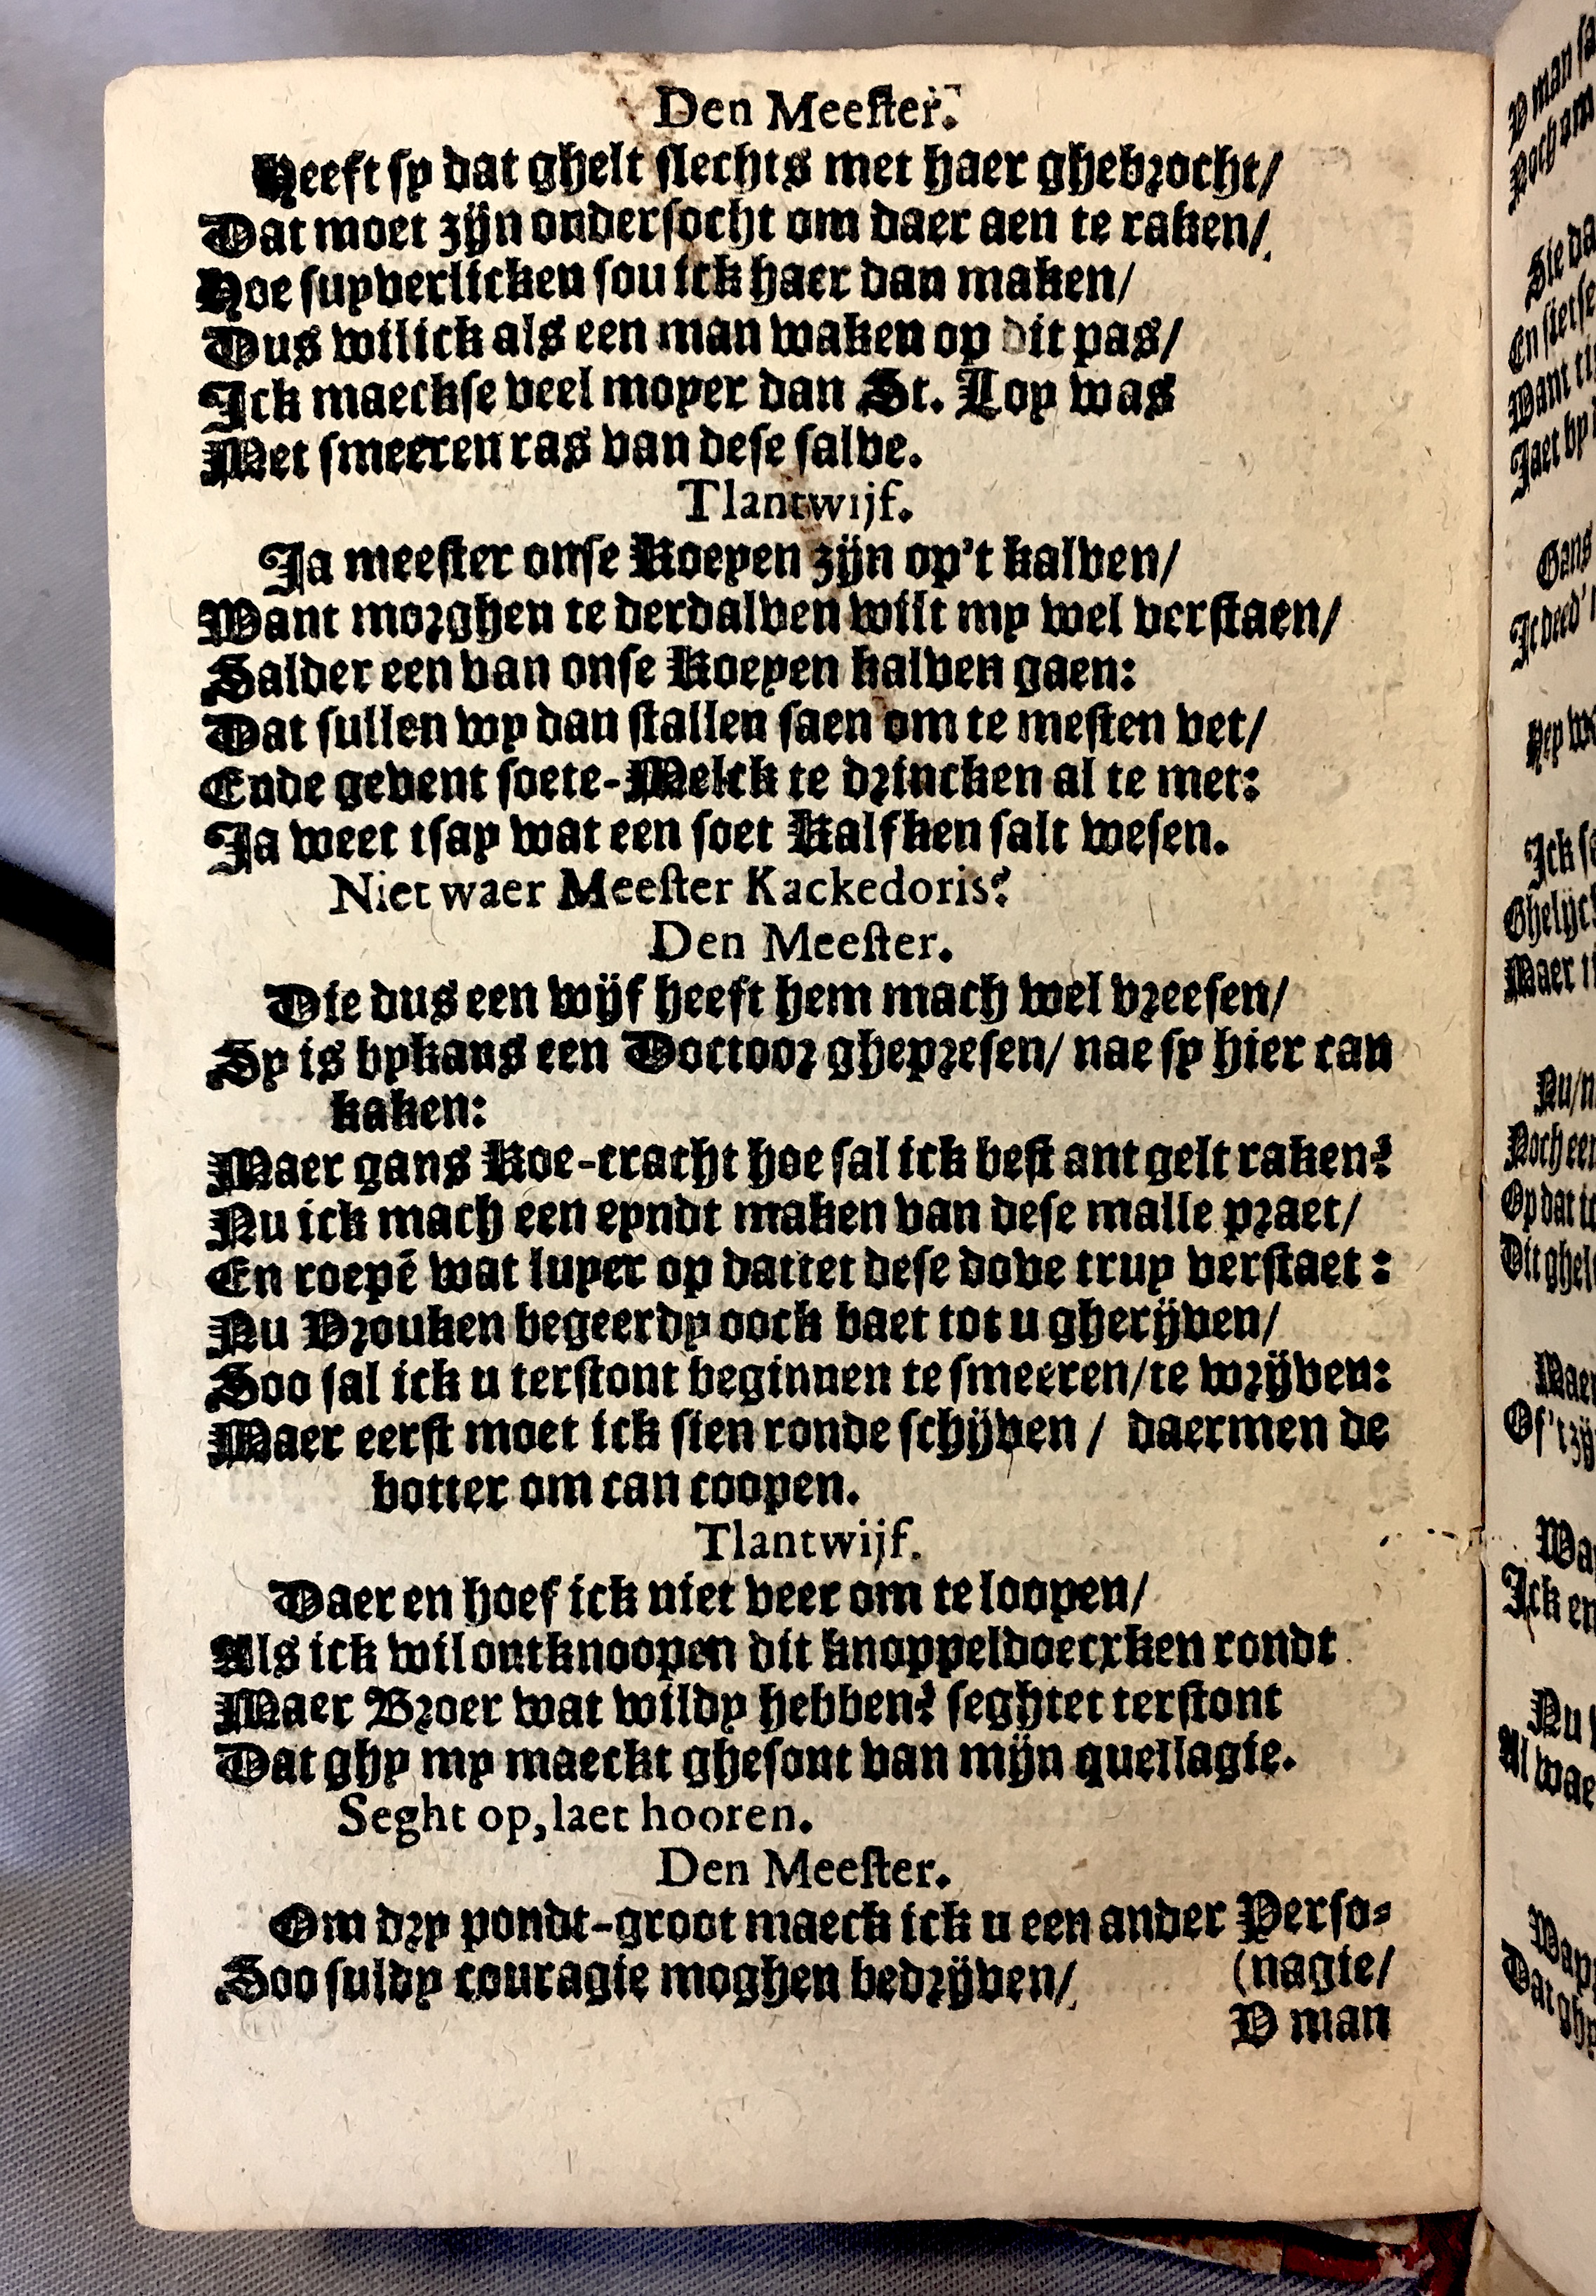 Den Meester.
Heeft sy dat ghelt slechts met haer ghebrocht/
Dat moet zijn ondersocht om daer aen te raken/
Hoe suyverlicken sou ick haer dan maken/
Dus wilick als een man waken op dit pas/
Ick maeckse veel moyer dan St. Loy was
Met smeeren ras van dese salve.
Tlantwijf.
Ja meester onse Koeyen zijn op't kalven/
Want morghen te derdalven wilt my wel verstaen/
Salder een van onse Koeyen kalven gaen:
Dat sullen wy dan stallen saen om te mesten vet/
Ende gevent soete-Melck te drincken al te met:
Ja weet tsay wat een soet Kalfken salt wesen.
Niet waer Meester Kackedoris?
Den Meester.
Die dus een wijf heeft hem mach wel vreesen/
Sy is bykans een Doctoor ghepresen/ nae sy hier can
kaken:
Maer gans Koe-cracht hoe sal ick best ant gelt raken?
Nu ick mach een eyndt maken van dese malle praet/
En roepē wat luyer op dattet dese dove truy verstaet:
Nu Vrouken begeerdy oock baet tot u gherijven/
Soo sal ick u terstont beginnen te smeeren/te wrijven:
Maer eerst moet ick sien ronde schijven / daermen de
botter om can coopen.
Tlantwijf.
Daer en hoef ick niet veer om te loopen/
Als ick wil ontknoopen dit knoppeldoecxken rondt
Maer Broer wat wildy hebben? seghtet terstont
Dat ghy my maeckt ghesont van mijn quellagie.
Seght op, laet hooren.
Den Meester.
Om dry pondt-groot maeck ick u een ander Perso-
(nagie/
Soo suldy couragie moghen bedrijven/
V man